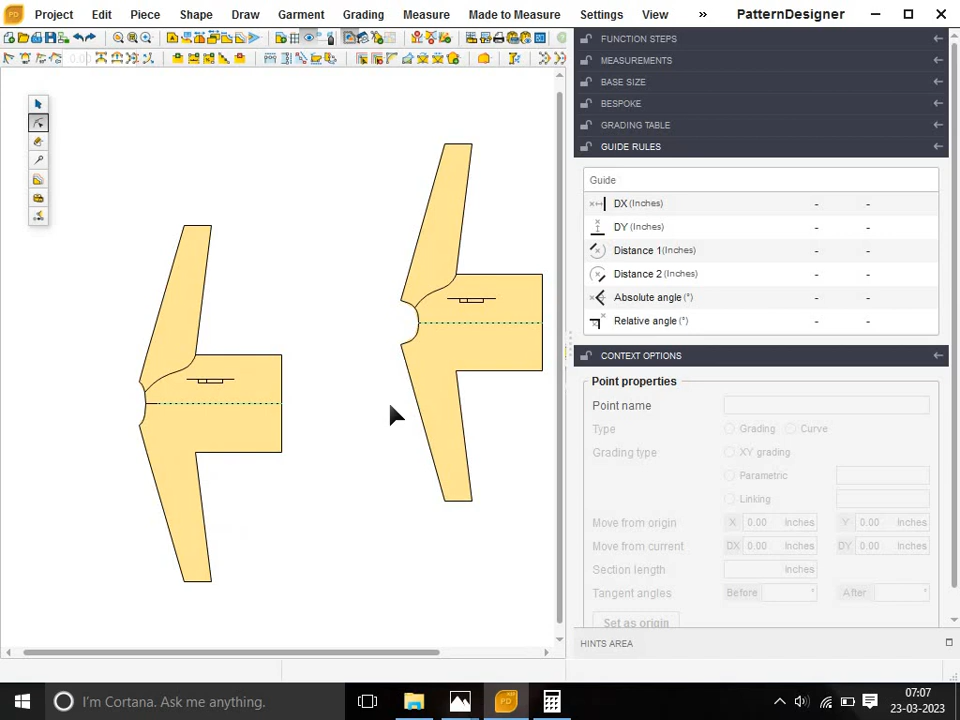 Project Edit Piece Shape Draw Garment Grading Measure Made to Measure Settings View » PatternDesigner
FUNCTION STEPS
MEASUREMENTS
BASE SIZE
BESPOKE
GRADING TABLE
GUIDE RULES
Guide
DX (Inches) - -
DY (Inches) - -
Distance 1(Inches) - -
Distance 2 (Inches) - -
Absolute angle (°) - -
Relative angle (°) - -
CONTEXT OPTIONS
Point properties
Point name
Type Grading Curve
Grading type XY grading
Parametric
Linking
Move from origin X 0.00 Inches Y 0.00 Inches
Move from current DX 0.00 Inches DY 0.00 Inches
Section length Inches
Tangent angles Before ° After °
Set as origin
HINTS AREA
I'm Cortana. Ask me anything.
07:07
23-03-2023